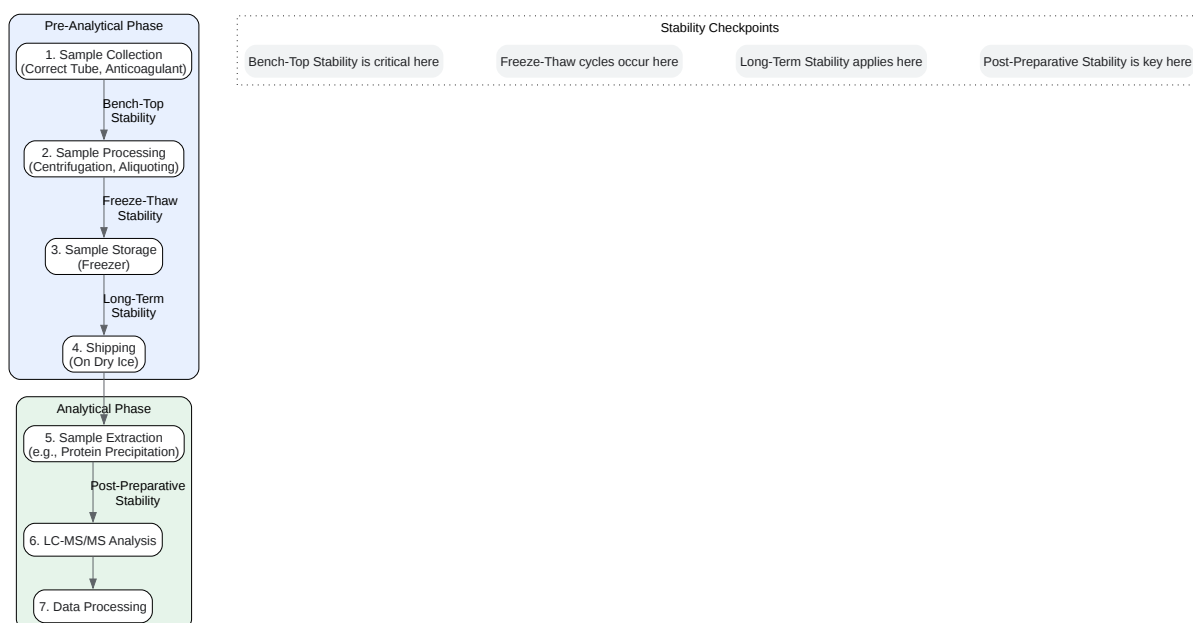 Pre-Analytical Phase
1. Sample Collection
(Correct Tube, Anticoagulant)
Bench-Top
Stability
2. Sample Processing
(Centrifugation, Aliquoting)
Freeze-Thaw
Stability
3. Sample Storage
(Freezer)
Long-Term
Stability
4. Shipping
(On Dry Ice)
Analytical Phase
5. Sample Extraction
(e.g., Protein Precipitation)
Post-Preparative
Stability
6. LC-MS/MS Analysis
7. Data Processing
Stability Checkpoints
Bench-Top Stability is critical here
Freeze-Thaw cycles occur here
Long-Term Stability applies here
Post-Preparative Stability is key here